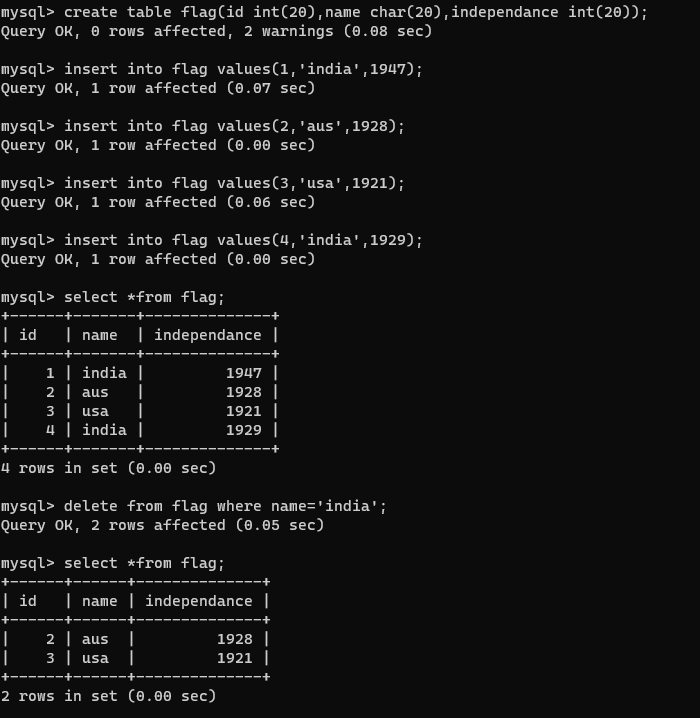 mysql> create table flag(id int(20),name char(20),independance int(20));
Query OK, 0 rows affected, 2 warnings (0.08 sec)

mysql> insert into flag values(1,'india',1947);
Query OK, 1 row affected (0.07 sec)

mysql> insert into flag values(2,'aus',1928);
Query OK, 1 row affected (0.00 sec)

mysql> insert into flag values(3,'usa',1921);
Query OK, 1 row affected (0.06 sec)

mysql> insert into flag values(4,'india',1929);
Query OK, 1 row affected (0.00 sec)

mysql> select *from flag;
+------+-------+--------------+
| id   | name  | independance |
+------+-------+--------------+
|    1 | india |         1947 |
|    2 | aus   |         1928 |
|    3 | usa   |         1921 |
|    4 | india |         1929 |
+------+-------+--------------+
4 rows in set (0.00 sec)

mysql> delete from flag where name='india';
Query OK, 2 rows affected (0.05 sec)

mysql> select *from flag;
+------+------+--------------+
| id   | name | independance |
+------+------+--------------+
|    2 | aus  |         1928 |
|    3 | usa  |         1921 |
+------+------+--------------+
2 rows in set (0.00 sec)